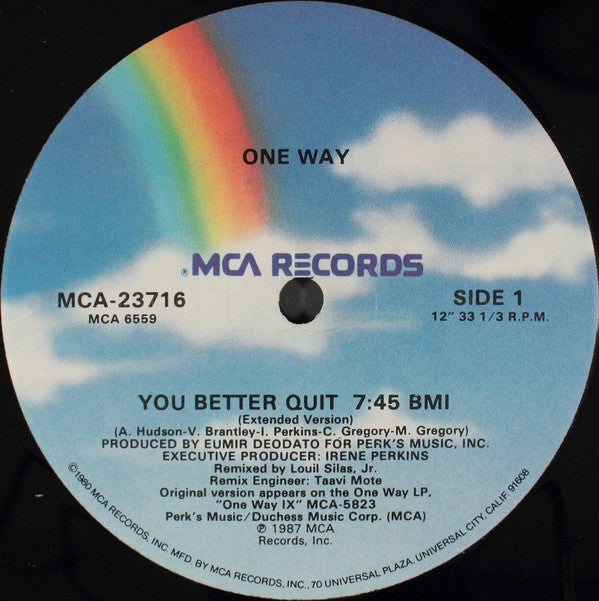 ONE WAY
® MCA RECORDS
MCA-23716
MCA 6559
SIDE 1
12" 33 1/3 R.P.M.
YOU BETTER QUIT 7:45 BMI
(Extended Version)
(A. Hudson-V. Brantley-I. Perkins-C. Gregory-M. Gregory)
PRODUCED BY EUMIR DEODATO FOR PERK'S MUSIC, INC.
EXECUTIVE PRODUCER: IRENE PERKINS
Remixed by Louil Silas, Jr.
Remix Engineer: Taavi Mote
Original version appears on the One Way LP,
"One Way IX" MCA-5823
Perk's Music/Duchess Music Corp. (MCA)
℗ 1987 MCA
Records, Inc.
©1980 MCA RECORDS, INC. MFD. BY MCA RECORDS, INC., 70 UNIVERSAL PLAZA, UNIVERSAL CITY, CALIF. 91608